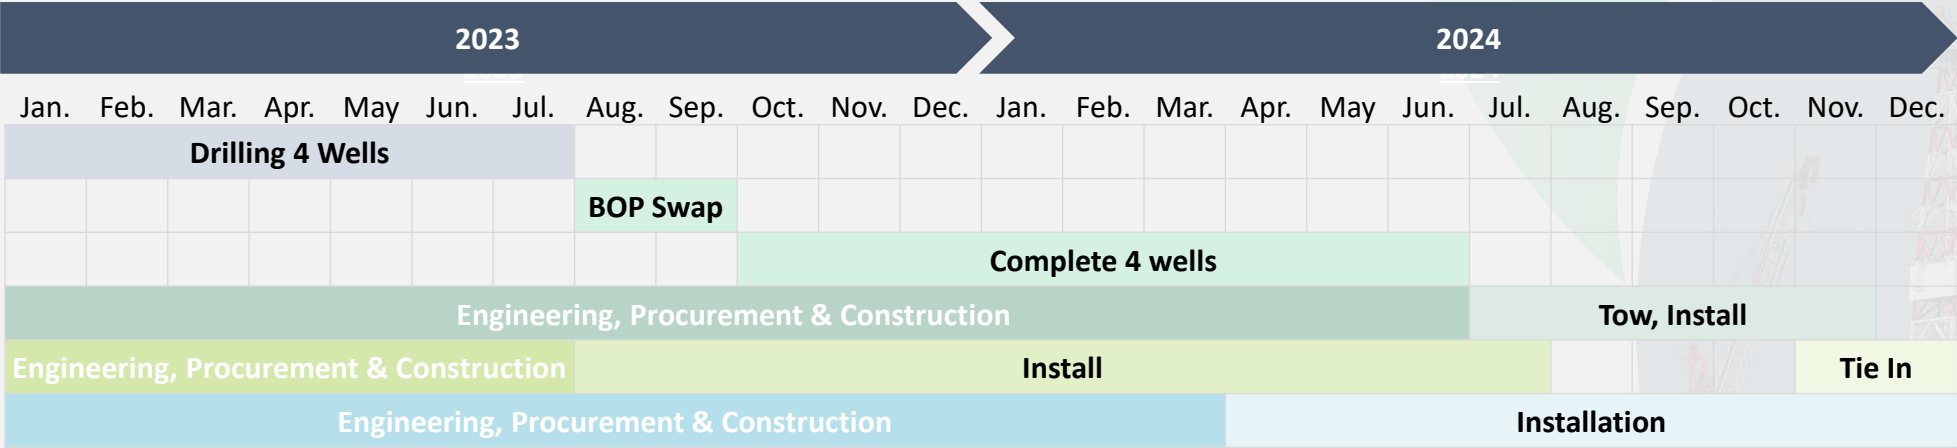 2023 2024
Jan. Feb. Mar. Apr. May Jun. Jul. Aug. Sep. Oct. Nov. Dec. Jan. Feb. Mar. Apr. May Jun. Jul. Aug. Sep. Oct. Nov. Dec.
Drilling 4 Wells
BOP Swap
Complete 4 wells
Engineering, Procurement & Construction Tow, Install
Engineering, Procurement & Construction Install Tie In
Engineering, Procurement & Construction Installation